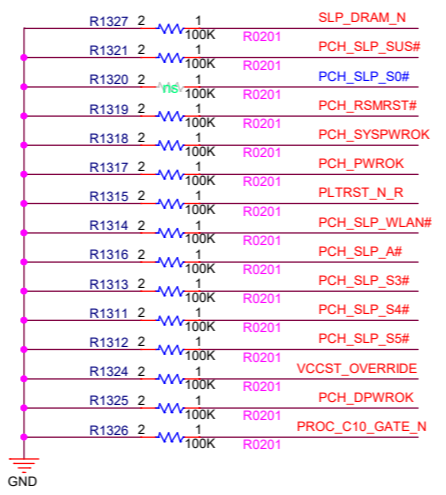 R1327 2 1 100K R0201 SLP_DRAM_N
R1321 2 1 100K R0201 PCH_SLP_SUS#
R1320 2 ns 1 100K R0201 PCH_SLP_S0#
R1319 2 1 100K R0201 PCH_RSMRST#
R1318 2 1 100K R0201 PCH_SYSPWROK
R1317 2 1 100K R0201 PCH_PWROK
R1315 2 1 100K R0201 PLTRST_N_R
R1314 2 1 100K R0201 PCH_SLP_WLAN#
R1316 2 1 100K R0201 PCH_SLP_A#
R1313 2 1 100K R0201 PCH_SLP_S3#
R1311 2 1 100K R0201 PCH_SLP_S4#
R1312 2 1 100K R0201 PCH_SLP_S5#
R1324 2 1 100K R0201 VCCST_OVERRIDE
R1325 2 1 100K R0201 PCH_DPWROK
R1326 2 1 100K R0201 PROC_C10_GATE_N
GND